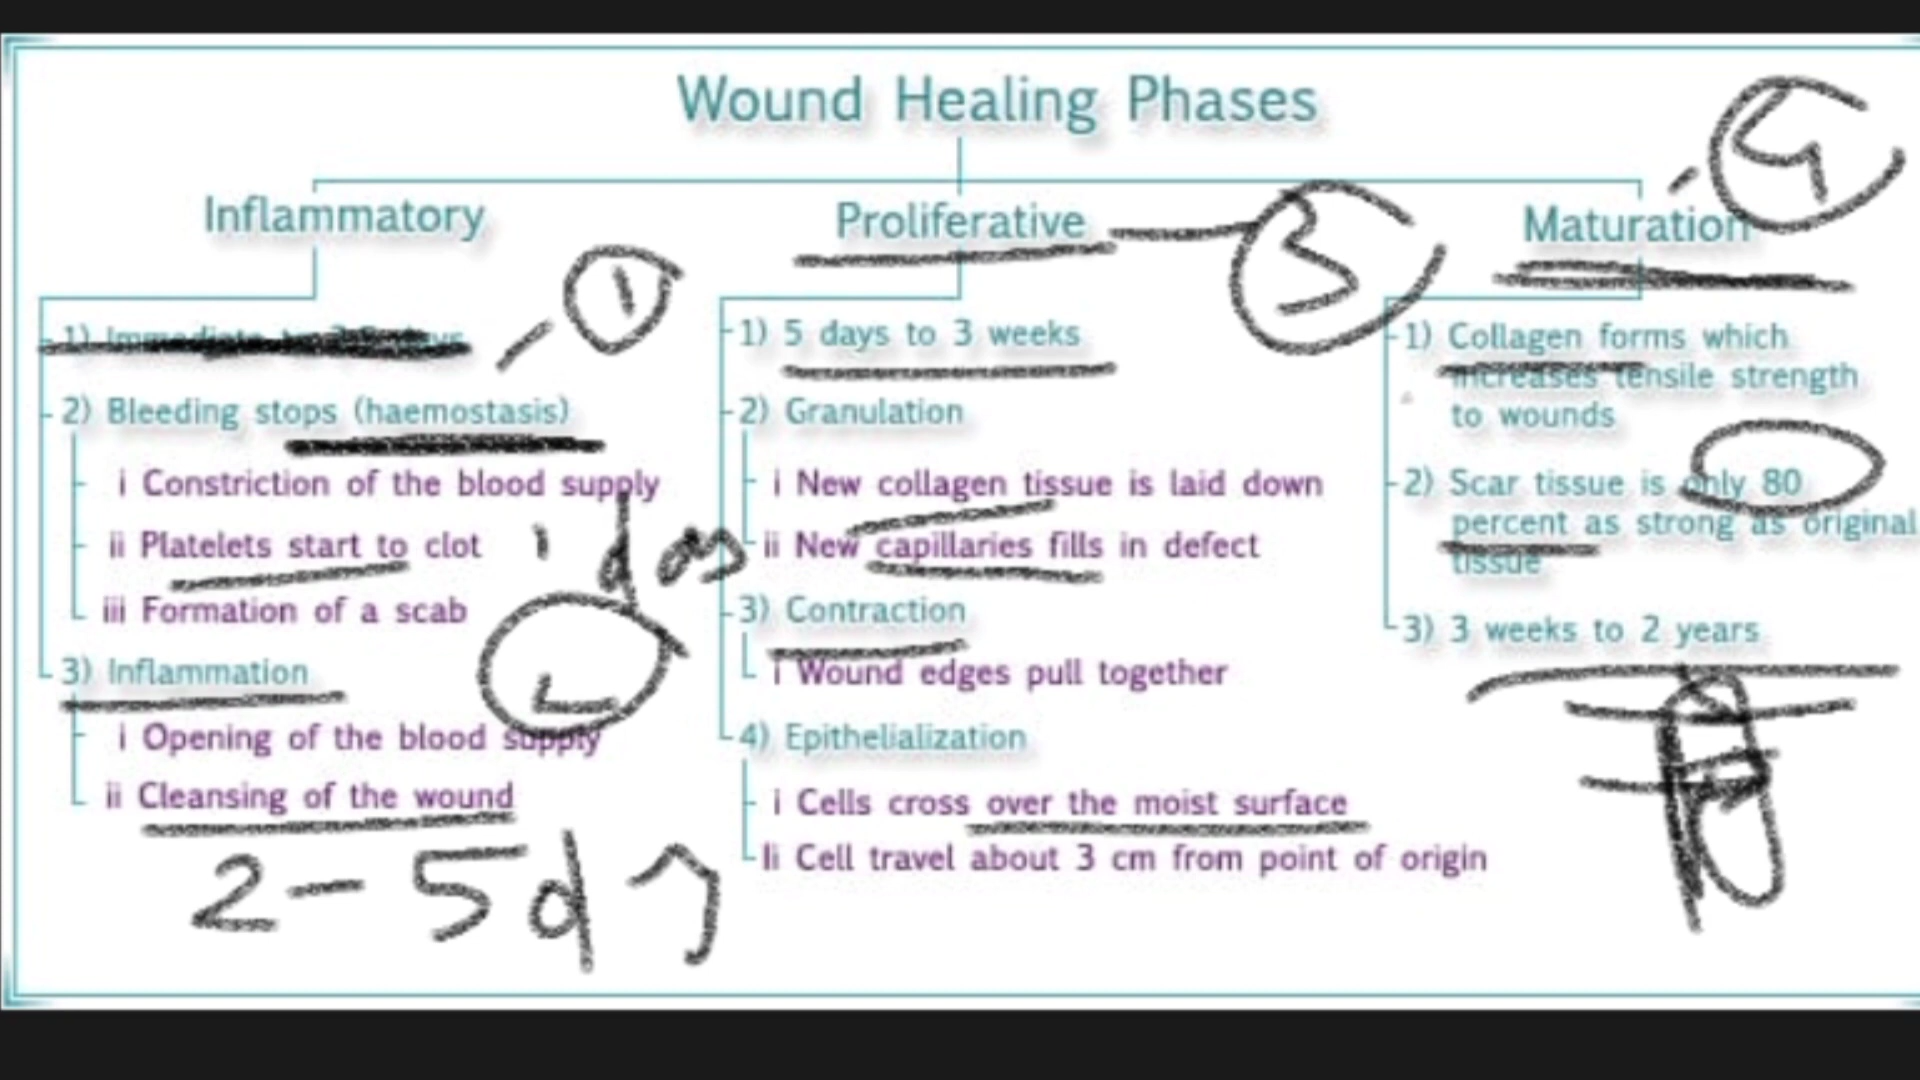 Wound Healing Phases
Inflammatory
1) Immediate to 2-5 days
2) Bleeding stops (haemostasis)
i Constriction of the blood supply
ii Platelets start to clot
iii Formation of a scab
3) Inflammation
i Opening of the blood supply
ii Cleansing of the wound
1
1 day
2
2-5 d
Proliferative
3
1) 5 days to 3 weeks
2) Granulation
i New collagen tissue is laid down
ii New capillaries fills in defect
3) Contraction
i Wound edges pull together
4) Epithelialization
i Cells cross over the moist surface
Ii Cell travel about 3 cm from point of origin
Maturation
4
1) Collagen forms which
increases tensile strength
to wounds
2) Scar tissue is only 80
percent as strong as original
tissue
3) 3 weeks to 2 years